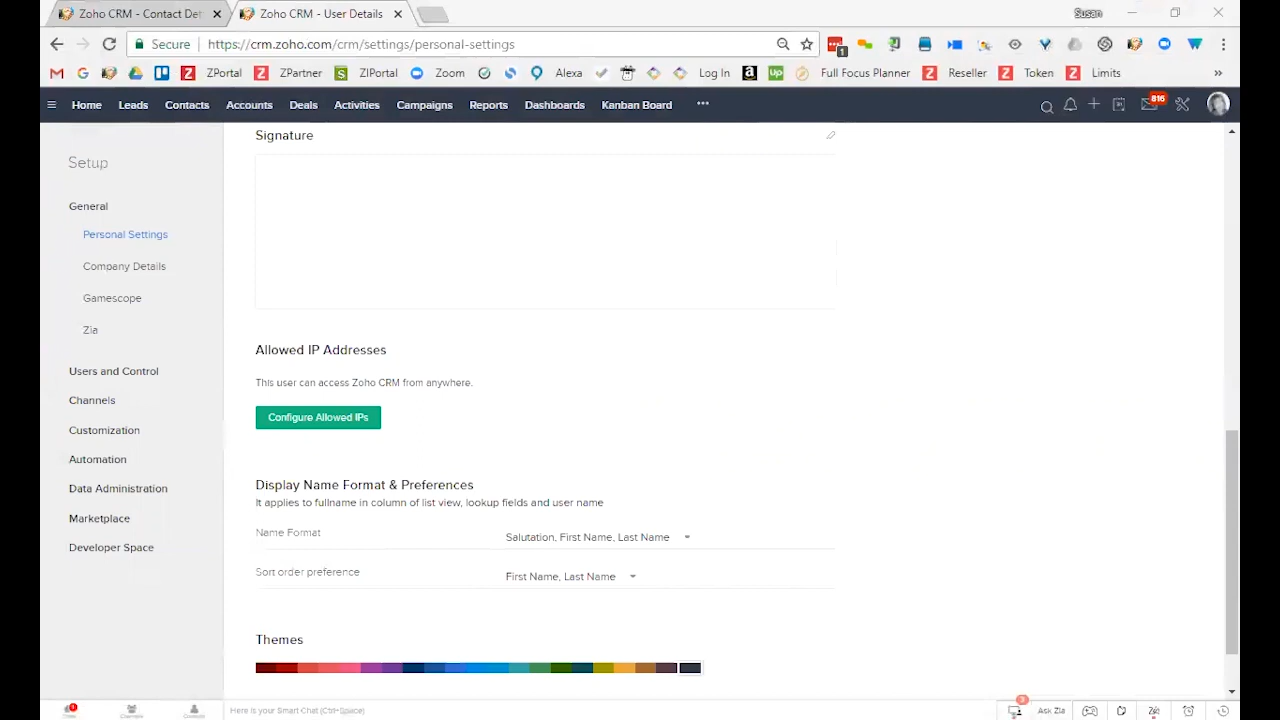 Zoho CRM - Contact Det
Zoho CRM - User Details
Susan
Secure
https://crm.zoho.com/crm/settings/personal-settings
1
ZPortal
ZPartner
ZIPortal
Zoom
Alexa
Log In
Full Focus Planner
Reseller
Token
Limits
»
Home
Leads
Contacts
Accounts
Deals
Activities
Campaigns
Reports
Dashboards
Kanban Board
816
Signature
Setup
General
Personal Settings
Company Details
Gamescope
Zia
Users and Control
Channels
Customization
Automation
Data Administration
Marketplace
Developer Space
Allowed IP Addresses
This user can access Zoho CRM from anywhere.
Configure Allowed IPs
Display Name Format & Preferences
It applies to fullname in column of list view, lookup fields and user name
Name Format
Salutation, First Name, Last Name
Sort order preference
First Name, Last Name
Themes
Here is your Smart Chat (Ctrl+Space)
Ask Zia